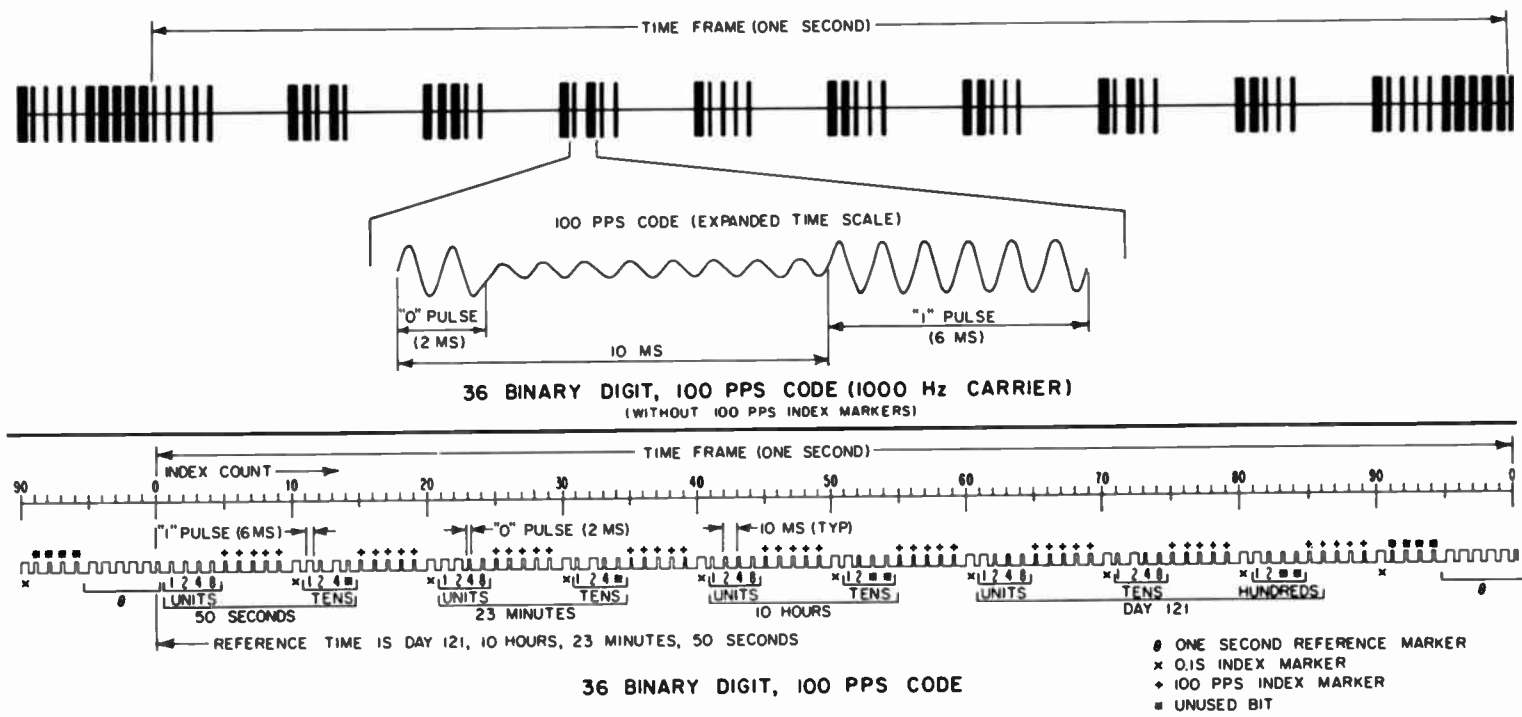 TIME FRAME (ONE SECOND)
100 PPS CODE (EXPANDED TIME SCALE)
"0" PULSE
(2 MS)
"1" PULSE
(6 MS)
10 MS
36 BINARY DIGIT, 100 PPS CODE (1000 Hz CARRIER)
(WITHOUT 100 PPS INDEX MARKERS)
TIME FRAME (ONE SECOND)
INDEX COUNT
90 0 10 20 30 40 50 60 70 80 90 0
"1" PULSE (6 MS) "0" PULSE (2 MS) 10 MS (TYP)
1 2 4 8 1 2 4 1 2 4 8 1 2 4 1 2 4 8 1 2 1 2 4 8 1 2 4 8 1 2
UNITS TENS UNITS TENS UNITS TENS UNITS TENS HUNDREDS
50 SECONDS 23 MINUTES 10 HOURS DAY 121
REFERENCE TIME IS DAY 121, 10 HOURS, 23 MINUTES, 50 SECONDS
36 BINARY DIGIT, 100 PPS CODE
ONE SECOND REFERENCE MARKER
× 0.1S INDEX MARKER
+ 100 PPS INDEX MARKER
■ UNUSED BIT